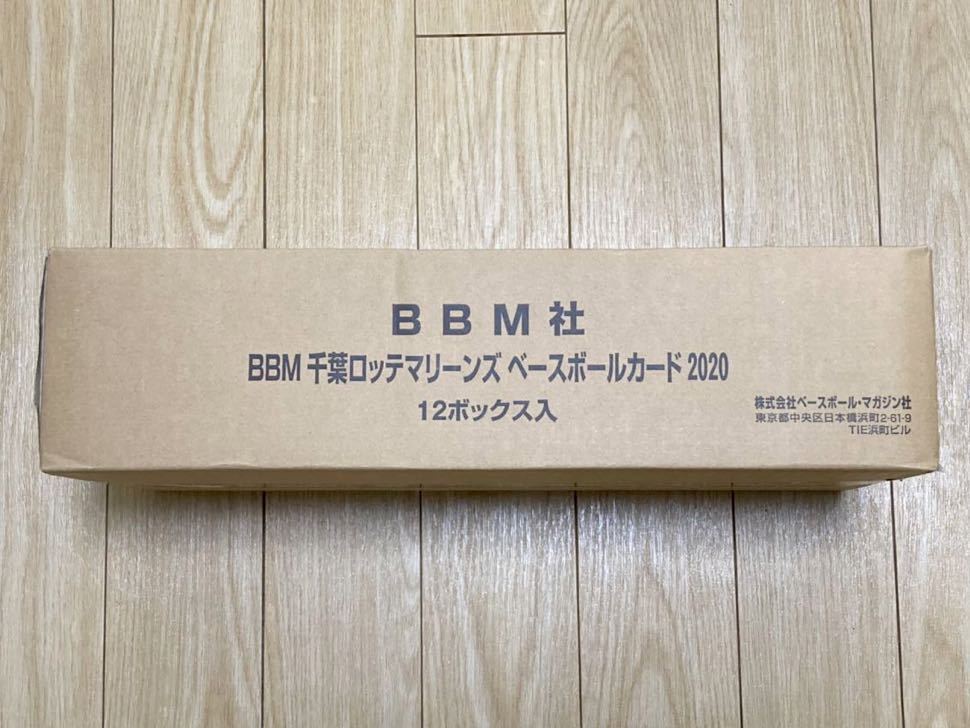 BBM社
BBM 千葉ロッテマリーンズ ベースボールカード 2020
12ボックス入
株式会社ベースボール・マガジン社
東京都中央区日本橋浜町2-61-9
TIE浜町ビル